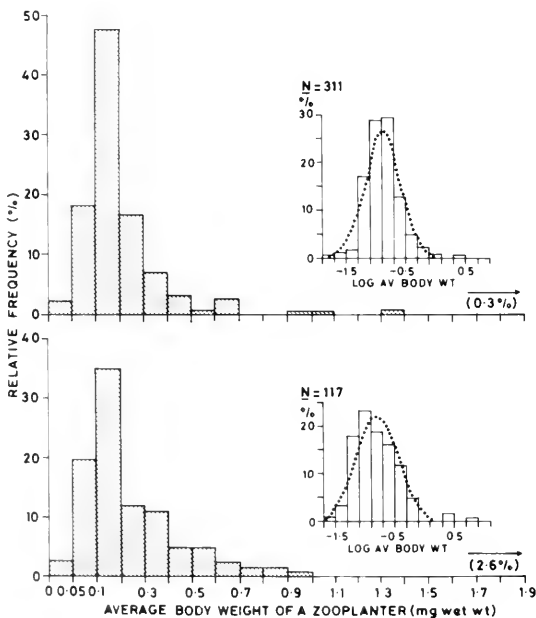 50
40
30
20
10
0
N = 311
%
30
20
10
0
-1.5 -0.5 0.5
LOG AV BODY WT
(0.3%)
RELATIVE FREQUENCY (%)
40
30
20
10
0
N = 117
%
20
10
0
-1.5 -0.5 0.5
LOG AV BODY WT
(2.6%)
0 0.05 0.1 0.3 0.5 0.7 0.9 1.1 1.3 1.5 1.7 1.9
AVERAGE BODY WEIGHT OF A ZOOPLANTER (mg wet wt)